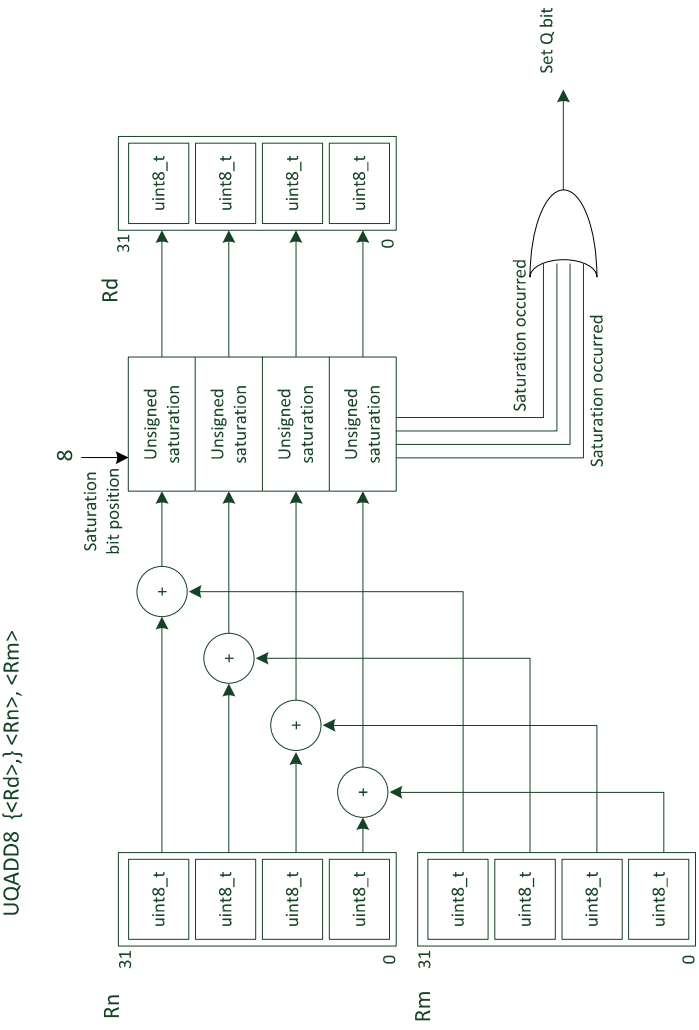 UQADD8 {<Rd>,} <Rn>, <Rm>
Rn
31
uint8_t
uint8_t
uint8_t
uint8_t
0
Rm
31
uint8_t
uint8_t
uint8_t
uint8_t
0
+
+
+
+
Saturation
bit position
8
Unsigned
saturation
Unsigned
saturation
Unsigned
saturation
Unsigned
saturation
Rd
31
uint8_t
uint8_t
uint8_t
uint8_t
0
Saturation occurred
Saturation occurred
Set Q bit